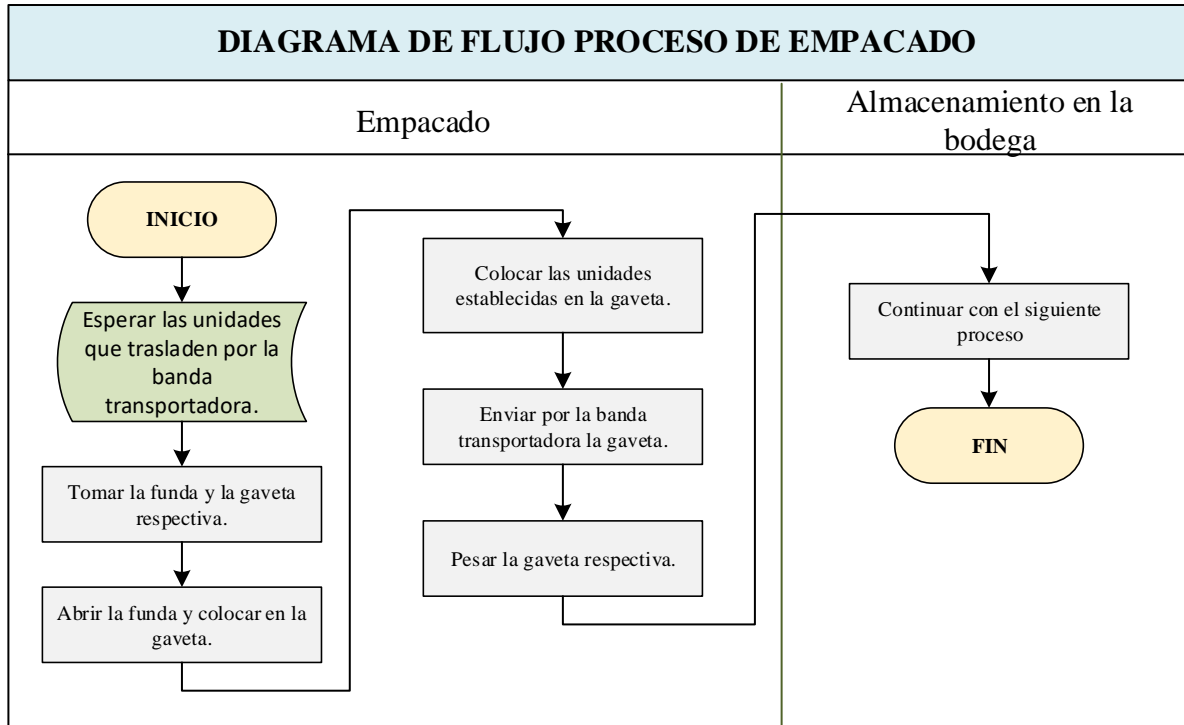 DIAGRAMA DE FLUJO PROCESO DE EMPACADO
Empacado
Almacenamiento en la
bodega
INICIO
Esperar las unidades
que trasladen por la
banda
transportadora.
Tomar la funda y la gaveta
respectiva.
Abrir la funda y colocar en la
gaveta.
Colocar las unidades
establecidas en la gaveta.
Enviar por la banda
transportadora la gaveta.
Pesar la gaveta respectiva.
Continuar con el siguiente
proceso
FIN